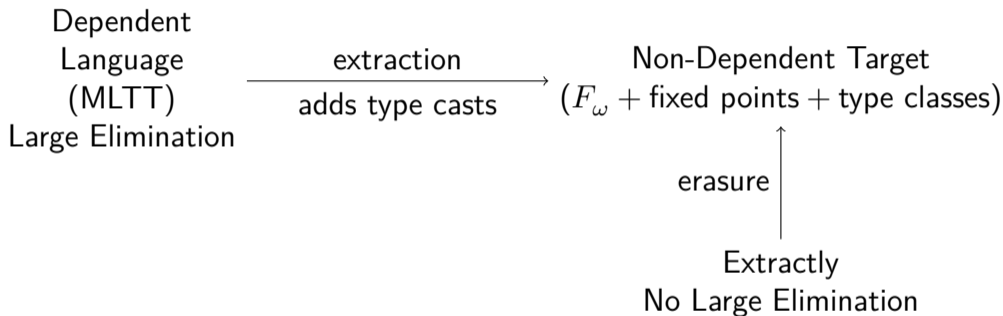 Dependent
Language
(MLTT)
Large Elimination
extraction
adds type casts
Non-Dependent Target
(F_ω + fixed points + type classes)
erasure
Extractly
No Large Elimination